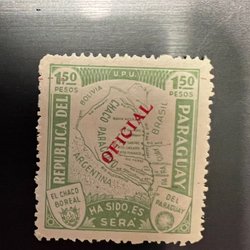 U.P.U.
1.50 PESOS
1.50 PESOS
REPUBLICA DEL
PARAGUAY
BOLIVIA
BRASIL
CHACO PARAGUAYO
ARGENTINA
OFICIAL
EL CHACO
BOREAL
HA SIDO, ES
Y SERÁ
DEL
PARAGUAY